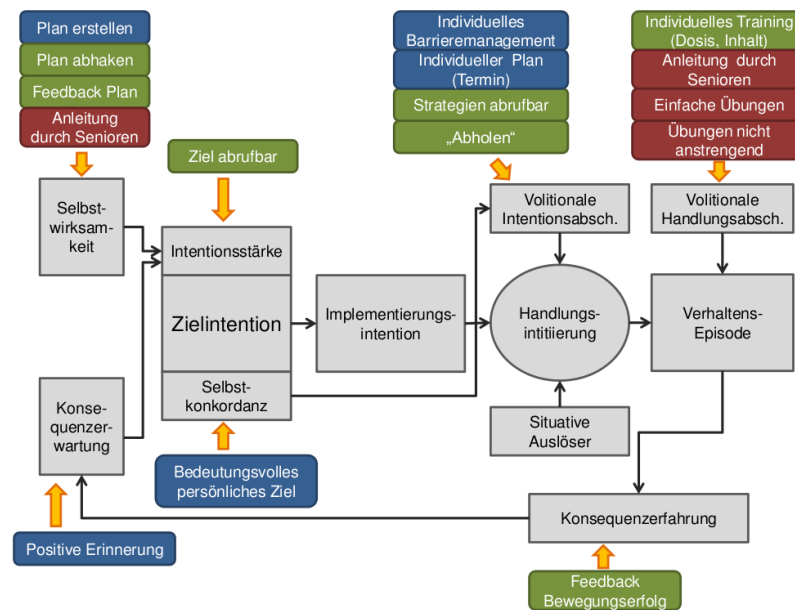 Plan erstellen
Plan abhaken
Feedback Plan
Anleitung
durch Senioren
Ziel abrufbar
Individuelles
Barrieremanagement
Individueller Plan
(Termin)
Strategien abrufbar
„Abholen“
Individuelles Training
(Dosis, Inhalt)
Anleitung durch
Senioren
Einfache Übungen
Übungen nicht
anstrengend
Selbst-
wirksam-
keit
Intentionsstärke
Zielintention
Selbst-
konkordanz
Implementierungs-
intention
Volitionale
Intentionsabsch.
Volitionale
Handlungsabsch.
Handlungs-
intitiierung
Verhaltens-
Episode
Konse-
quenzer-
wartung
Situative
Auslöser
Bedeutungsvolles
persönliches Ziel
Positive Erinnerung
Konsequenzerfahrung
Feedback
Bewegungserfolg